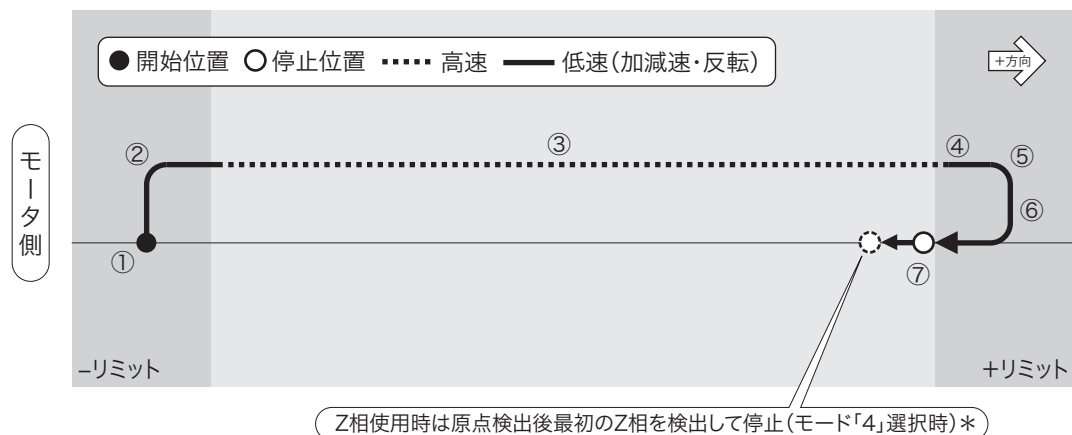 ●開始位置 ○停止位置 高速 低速(加減速・反転)
+方向
モータ側
②
③
④
⑤
⑥
①
⑦
−リミット
+リミット
Z相使用時は原点検出後最初のZ相を検出して停止(モード「4」選択時)*